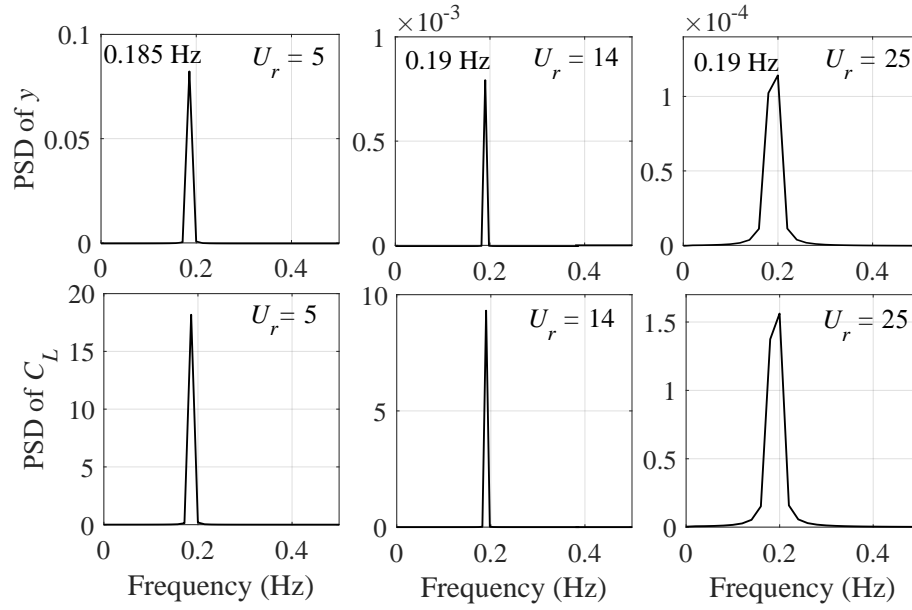 ×10⁻³
×10⁻⁴
0.1
0.185 Hz
U_r = 5
1
0.19 Hz
U_r = 14
0.19 Hz
U_r = 25
1
PSD of y
0.05
0.5
0.5
0
0
0
0
0.2
0.4
0
0.2
0.4
0
0.2
0.4
20
U_r = 5
10
U_r = 14
U_r = 25
1.5
PSD of C_L
15
10
5
1
5
0.5
0
0
0
0
0.2
0.4
0
0.2
0.4
0
0.2
0.4
Frequency (Hz)
Frequency (Hz)
Frequency (Hz)